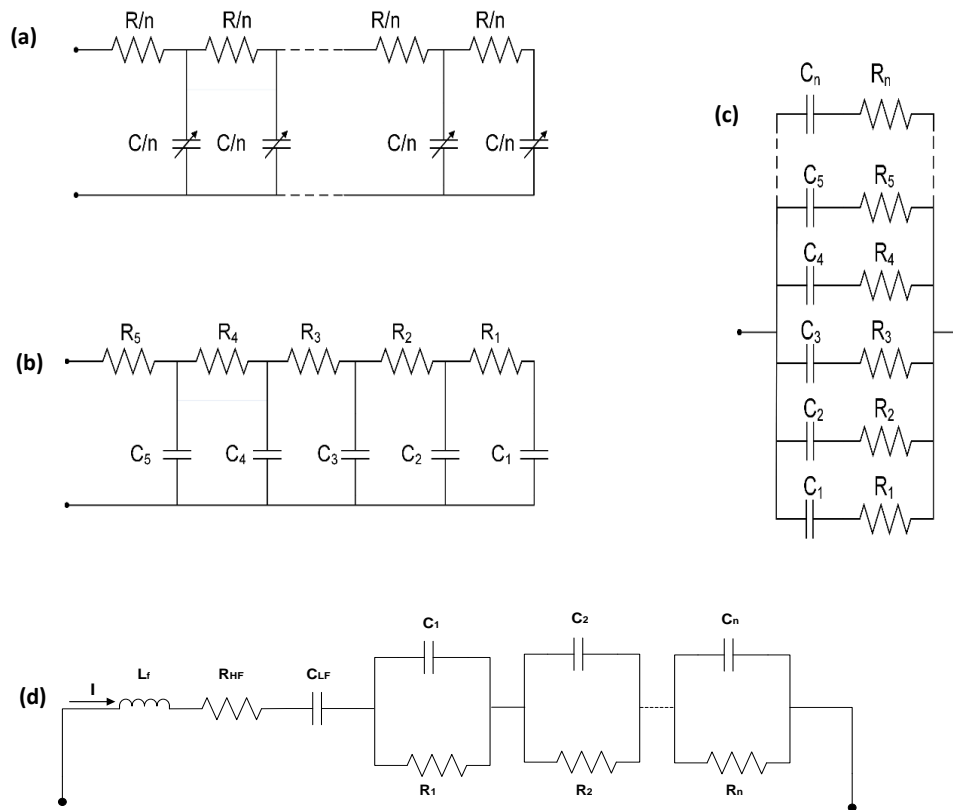 (a)
R/n R/n R/n R/n
C/n C/n C/n C/n
(b)
R5 R4 R3 R2 R1
C5 C4 C3 C2 C1
(c)
Cn Rn
C5 R5
C4 R4
C3 R3
C2 R2
C1 R1
(d)
I Lf RHF CLF C1 C2 Cn
R1 R2 Rn